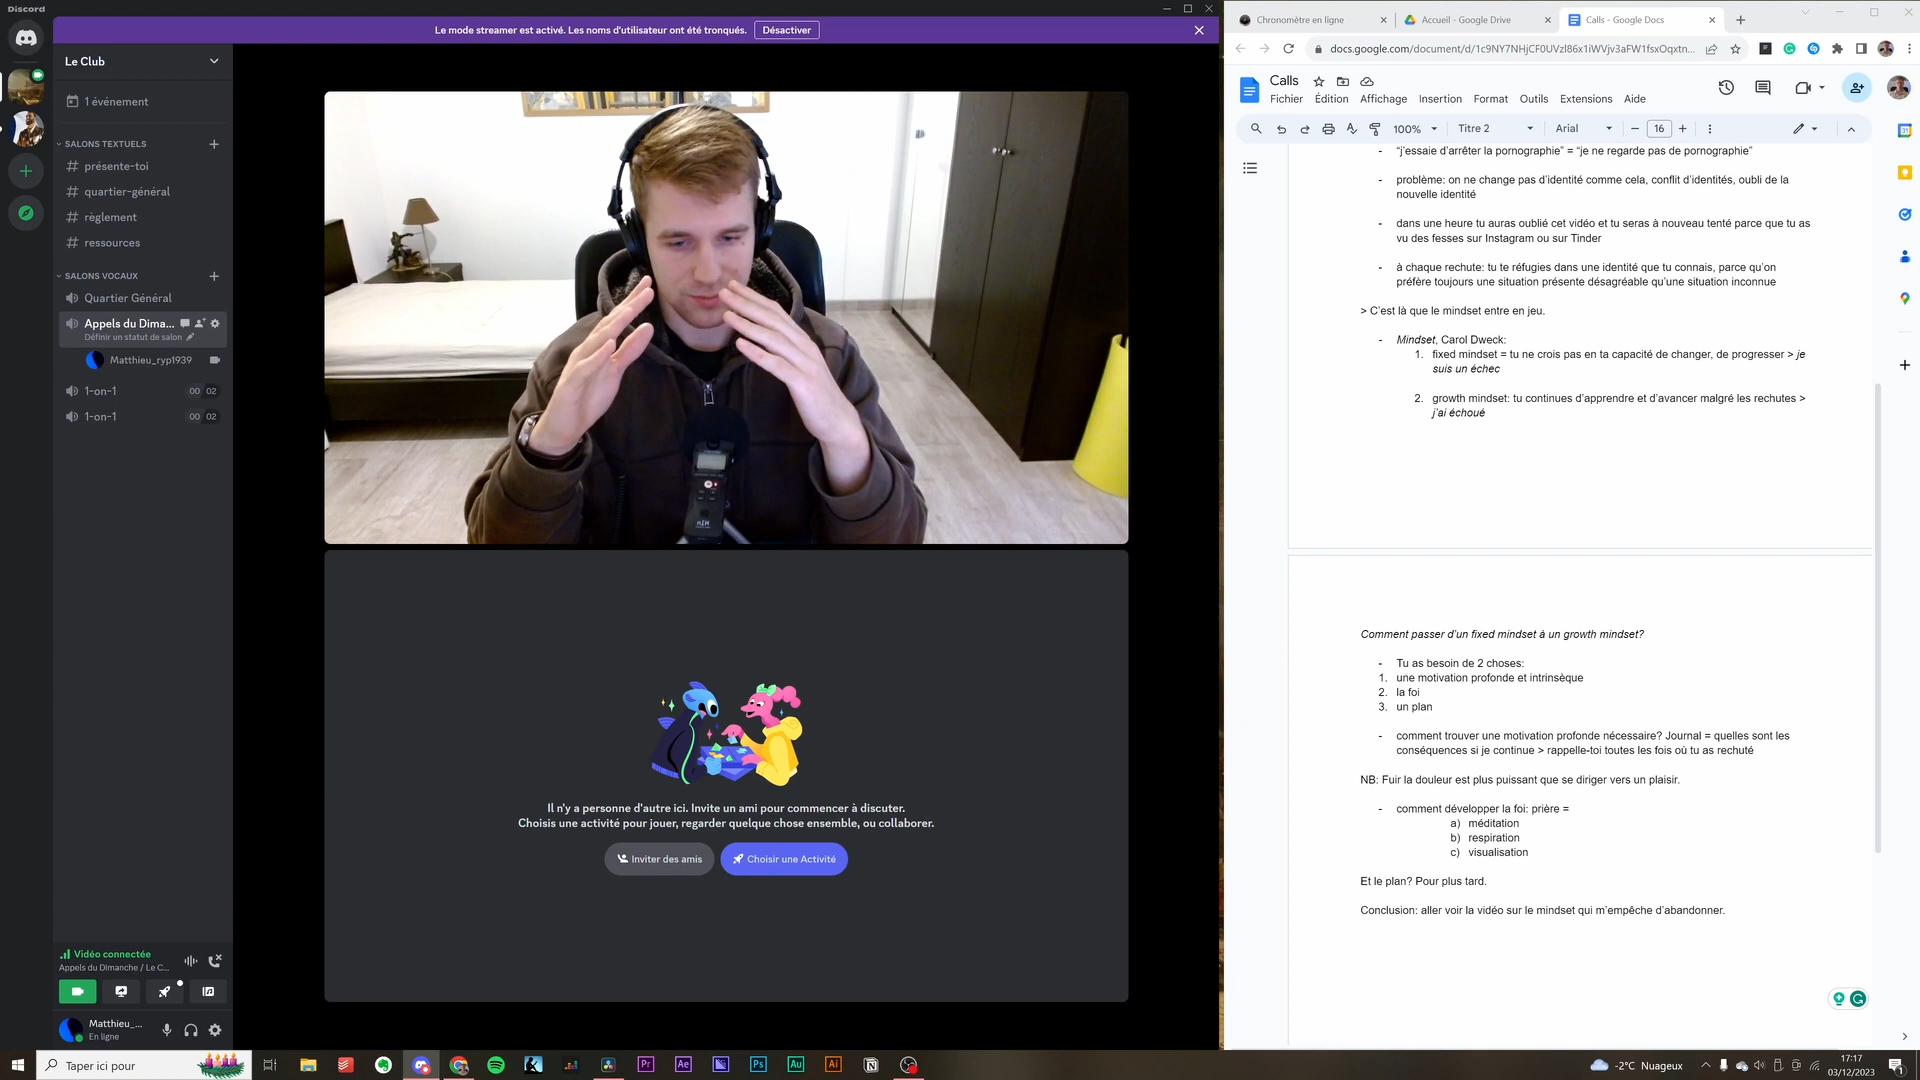 Discord
Le mode streamer est activé. Les noms d'utilisateur ont été tronqués.
Désactiver
Le Club
1 événement
SALONS TEXTUELS
présente-toi
quartier-général
règlement
ressources
SALONS VOCAUX
Quartier Général
Appels du Dima...
Définir un statut de salon
Matthieu_ryp1939
1-on-1
00 02
1-on-1
00 02
Il n'y a personne d'autre ici. Invite un ami pour commencer à discuter.
Choisis une activité pour jouer, regarder quelque chose ensemble, ou collaborer.
Inviter des amis
Choisir une Activité
Vidéo connectée
Appels du Dimanche / Le C...
Matthieu_...
En ligne
Chronomètre en ligne
Accueil - Google Drive
Calls - Google Docs
docs.google.com/document/d/1c9NY7NHjCF0UVzl86x1iWVjv3aFW1fsxOqxtn...
Calls
Fichier Édition Affichage Insertion Format Outils Extensions Aide
100% Titre 2 Arial 16
- “j’essaie d’arrêter la pornographie” = “je ne regarde pas de pornographie”
- problème: on ne change pas d’identité comme cela, conflit d’identités, oubli de la
nouvelle identité
- dans une heure tu auras oublié cet vidéo et tu seras à nouveau tenté parce que tu as
vu des fesses sur Instagram ou sur Tinder
- à chaque rechute: tu te réfugies dans une identité que tu connais, parce qu’on
préfère toujours une situation présente désagréable qu’une situation inconnue
> C’est là que le mindset entre en jeu.
- Mindset, Carol Dweck:
1. fixed mindset = tu ne crois pas en ta capacité de changer, de progresser > je
suis un échec
2. growth mindset: tu continues d’apprendre et d’avancer malgré les rechutes >
j’ai échoué
Comment passer d’un fixed mindset à un growth mindset?
- Tu as besoin de 2 choses:
1. une motivation profonde et intrinsèque
2. la foi
3. un plan
- comment trouver une motivation profonde nécessaire? Journal = quelles sont les
conséquences si je continue > rappelle-toi toutes les fois où tu as rechuté
NB: Fuir la douleur est plus puissant que se diriger vers un plaisir.
- comment développer la foi: prière =
a) méditation
b) respiration
c) visualisation
Et le plan? Pour plus tard.
Conclusion: aller voir la vidéo sur le mindset qui m’empêche d’abandonner.
Taper ici pour
Pr
Ae
Ps
Au
Ai
-2°C Nuageux
17:17
03/12/2023